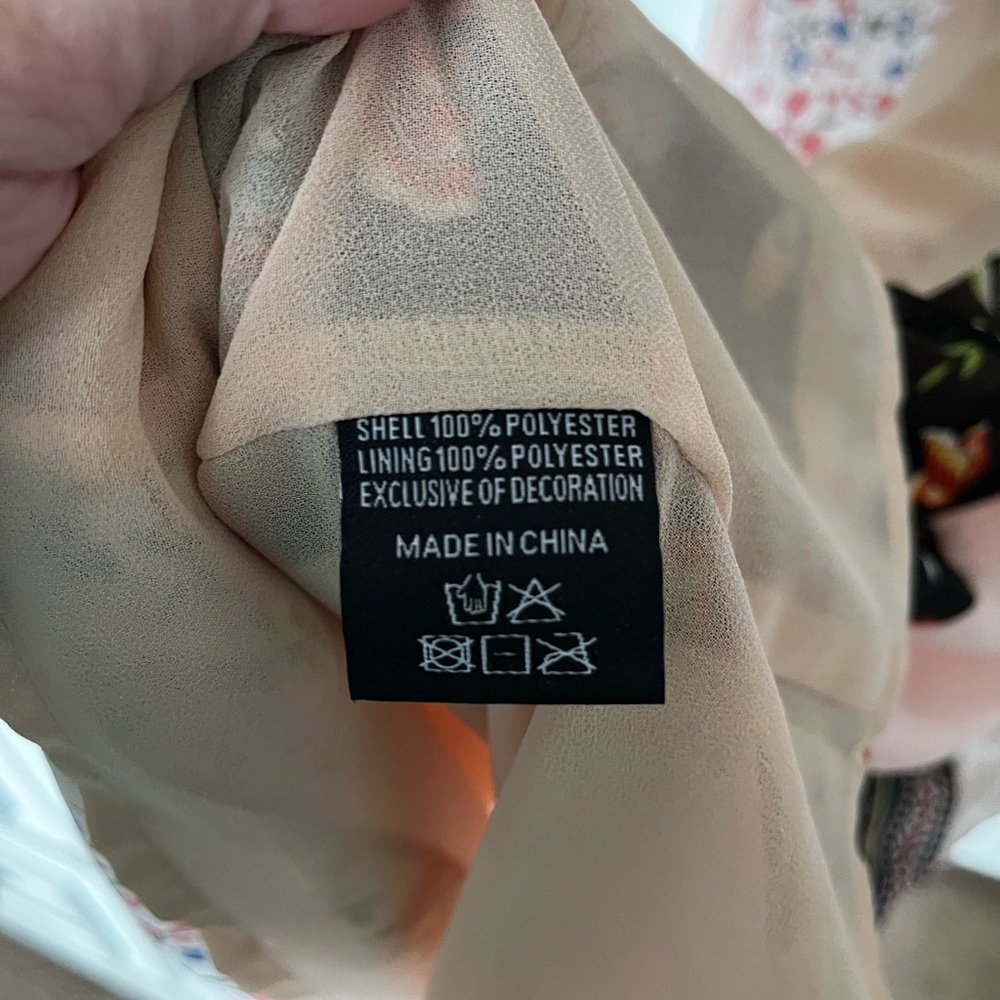 SHELL 100% POLYESTER
LINING 100% POLYESTER
EXCLUSIVE OF DECORATION
MADE IN CHINA